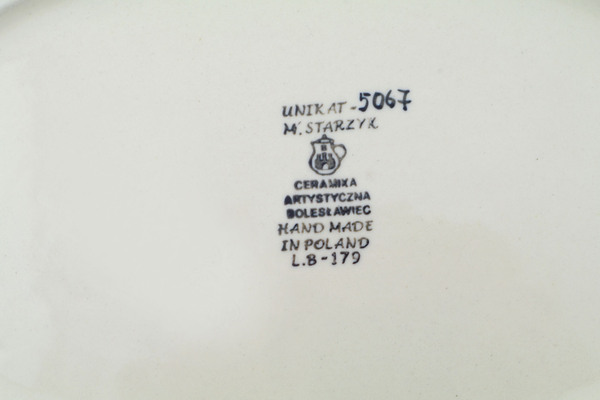 UNIKAT-5067
M. STARZYK
CERAMIKA
ARTYSTYCZNA
BOLESŁAWIEC
HAND MADE
IN POLAND
L.B-179